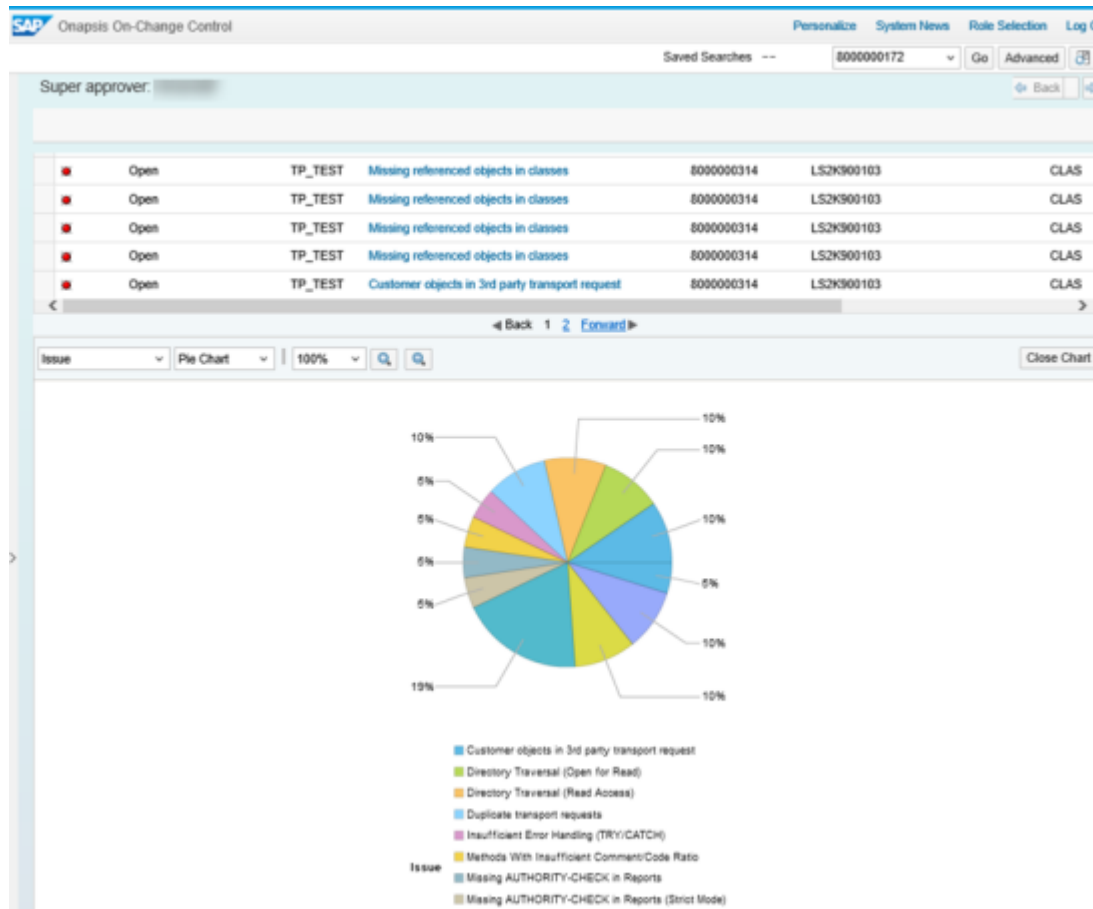 SAP Onapsis On-Change Control Personalize System News Role Selection Log
Saved Searches -- 8000000172 Go Advanced
Super approver: Back
Open TP_TEST Missing referenced objects in classes 8000000314 LS2K900103 CLAS
Open TP_TEST Missing referenced objects in classes 8000000314 LS2K900103 CLAS
Open TP_TEST Missing referenced objects in classes 8000000314 LS2K900103 CLAS
Open TP_TEST Missing referenced objects in classes 8000000314 LS2K900103 CLAS
Open TP_TEST Customer objects in 3rd party transport request 8000000314 LS2K900103 CLAS
Back 1 2 Forward
Issue Pie Chart 100% Close Chart
10%
10%
10%
5%
5%
10%
5%
5%
5%
10%
19%
10%
Customer objects in 3rd party transport request
Directory Traversal (Open for Read)
Directory Traversal (Read Access)
Duplicate transport requests
Insufficient Error Handling (TRY/CATCH)
Methods With Insufficient Comment/Code Ratio
Issue
Missing AUTHORITY-CHECK in Reports
Missing AUTHORITY-CHECK in Reports (Strict Mode)